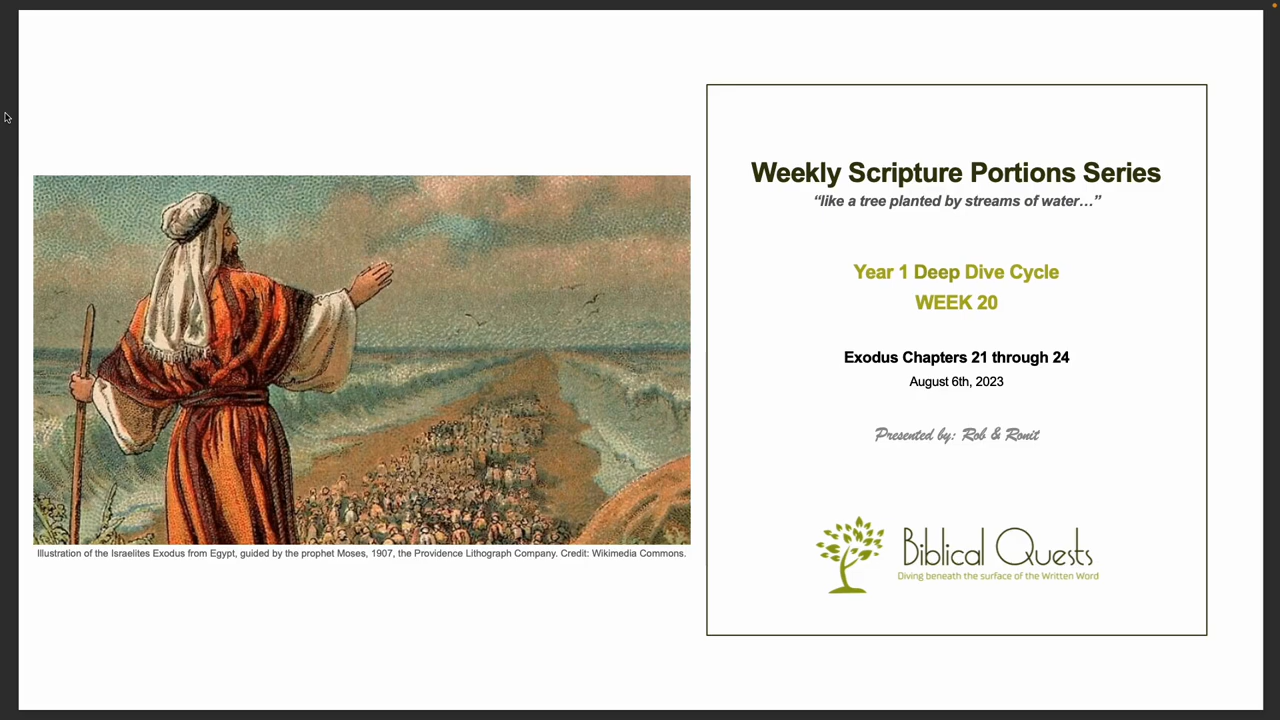 Weekly Scripture Portions Series
“like a tree planted by streams of water…”
Year 1 Deep Dive Cycle
WEEK 20
Exodus Chapters 21 through 24
August 6th, 2023
Presented by: Rob & Ronit
Biblical Quests
Diving beneath the surface of the Written Word
Illustration of the Israelites Exodus from Egypt, guided by the prophet Moses, 1907, the Providence Lithograph Company. Credit: Wikimedia Commons.